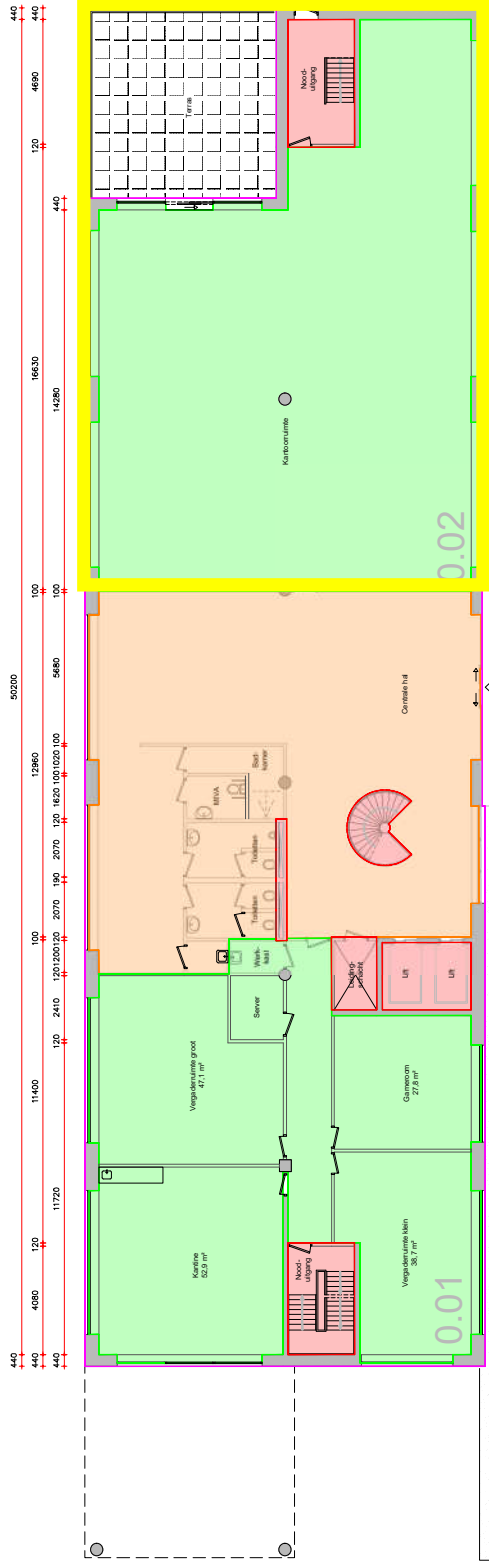 440
50200
440
440
4690
120
16630
100
12960
100
11400
120
4080
440
440
14280
100
5680
100
1020
100
1620
120
2070
190
2070
120
1200
120
2410
120
11720
440
Terras
Nood-
uitgang
Kantoorruimte
0.02
Centrale hal
Bad-
kamer
MIVA
Toiletten
Toiletten
Werk-
kast
Server
Leiding-
schacht
Lift
Lift
Vergaderruimte groot
47,1 m²
Gameroom
27,8 m²
Kantine
52,9 m²
Nood-
uitgang
Vergaderruimte klein
38,7 m²
0.01